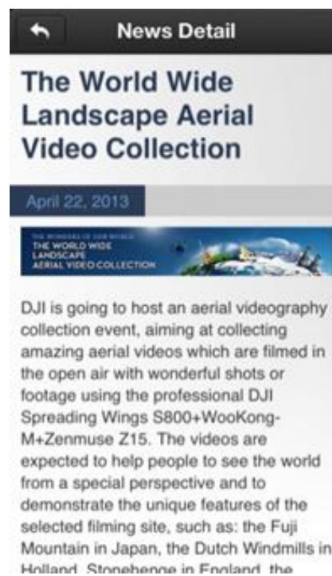 News Detail
The World Wide
Landscape Aerial
Video Collection
April 22, 2013
THE WONDERS OF OUR WORLD
THE WORLD WIDE
LANDSCAPE
AERIAL VIDEO COLLECTION
DJI is going to host an aerial videography
collection event, aiming at collecting
amazing aerial videos which are filmed in
the open air with wonderful shots or
footage using the professional DJI
Spreading Wings S800+WooKong-
M+Zenmuse Z15. The videos are
expected to help people to see the world
from a special perspective and to
demonstrate the unique features of the
selected filming site, such as: the Fuji
Mountain in Japan, the Dutch Windmills in
Holland, Stonehenge in England, the